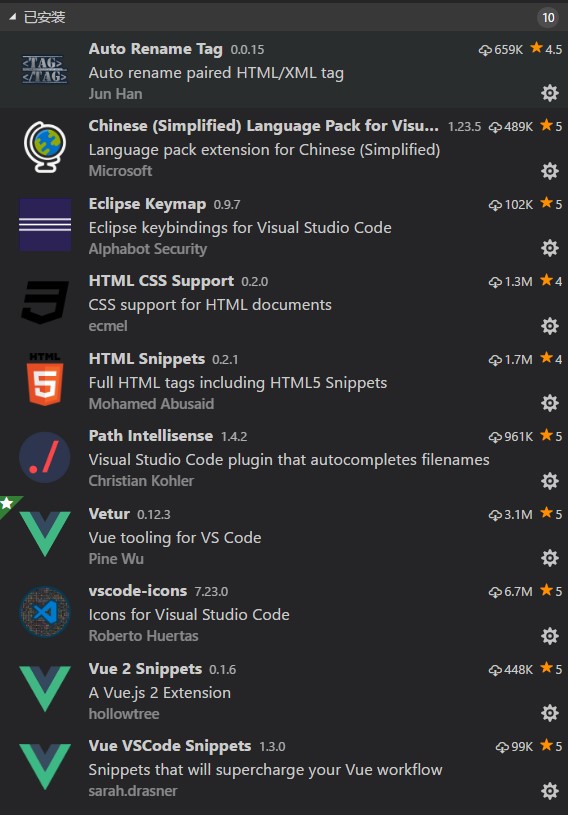 已安装 10
<TAG> Auto Rename Tag 0.0.15 659K 4.5
</TAG> Auto rename paired HTML/XML tag
Jun Han
Chinese (Simplified) Language Pack for Visu... 1.23.5 489K 5
Language pack extension for Chinese (Simplified)
Microsoft
Eclipse Keymap 0.9.7 102K 5
Eclipse keybindings for Visual Studio Code
Alphabot Security
HTML CSS Support 0.2.0 1.3M 4
CSS support for HTML documents
ecmel
HTML HTML Snippets 0.2.1 1.7M 4
5 Full HTML tags including HTML5 Snippets
Mohamed Abusaid
Path Intellisense 1.4.2 961K 5
./ Visual Studio Code plugin that autocompletes filenames
Christian Kohler
Vetur 0.12.3 3.1M 5
Vue tooling for VS Code
Pine Wu
vscode-icons 7.23.0 6.7M 5
Icons for Visual Studio Code
Roberto Huertas
Vue 2 Snippets 0.1.6 448K 5
A Vue.js 2 Extension
hollowtree
Vue VSCode Snippets 1.3.0 99K 5
Snippets that will supercharge your Vue workflow
sarah.drasner